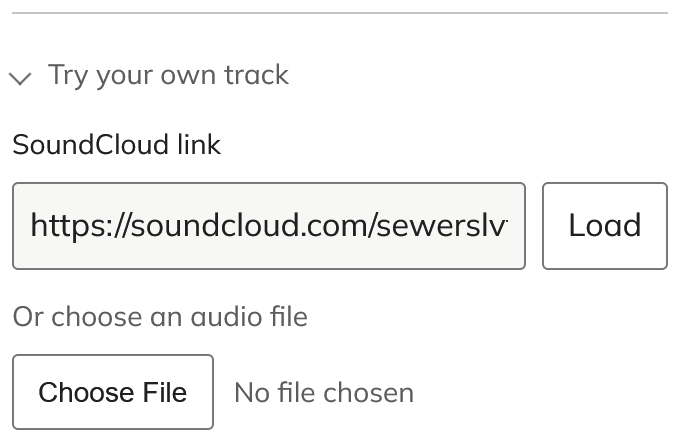 Try your own track
SoundCloud link
https://soundcloud.com/sewerslv
Load
Or choose an audio file
Choose File
No file chosen